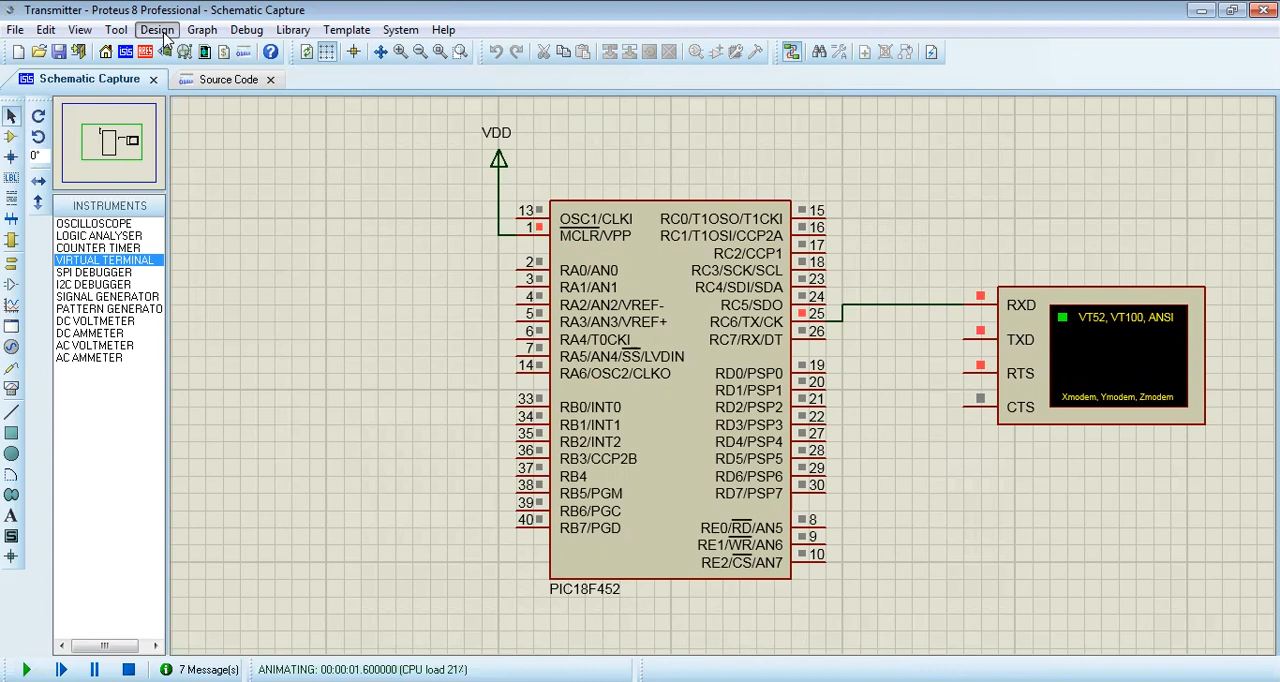 Transmitter - Proteus 8 Professional - Schematic Capture
File Edit View Tool Design Graph Debug Library Template System Help
Schematic Capture
Source Code
0°
LBL
INSTRUMENTS
OSCILLOSCOPE
LOGIC ANALYSER
COUNTER TIMER
VIRTUAL TERMINAL
SPI DEBUGGER
I2C DEBUGGER
SIGNAL GENERATOR
PATTERN GENERATO
DC VOLTMETER
DC AMMETER
AC VOLTMETER
AC AMMETER
VDD
13 OSC1/CLKI
1 MCLR/VPP
2 RA0/AN0
3 RA1/AN1
4 RA2/AN2/VREF-
5 RA3/AN3/VREF+
6 RA4/T0CKI
7 RA5/AN4/SS/LVDIN
14 RA6/OSC2/CLKO
33 RB0/INT0
34 RB1/INT1
35 RB2/INT2
36 RB3/CCP2B
37 RB4
38 RB5/PGM
39 RB6/PGC
40 RB7/PGD
RC0/T1OSO/T1CKI 15
RC1/T1OSI/CCP2A 16
RC2/CCP1 17
RC3/SCK/SCL 18
RC4/SDI/SDA 23
RC5/SDO 24
RC6/TX/CK 25
RC7/RX/DT 26
RD0/PSP0 19
RD1/PSP1 20
RD2/PSP2 21
RD3/PSP3 22
RD4/PSP4 27
RD5/PSP5 28
RD6/PSP6 29
RD7/PSP7 30
RE0/RD/AN5 8
RE1/WR/AN6 9
RE2/CS/AN7 10
PIC18F452
RXD
TXD
RTS
CTS
VT52, VT100, ANSI
Xmodem, Ymodem, Zmodem
7 Message(s)
ANIMATING: 00:00:01.600000 (CPU load 21%)